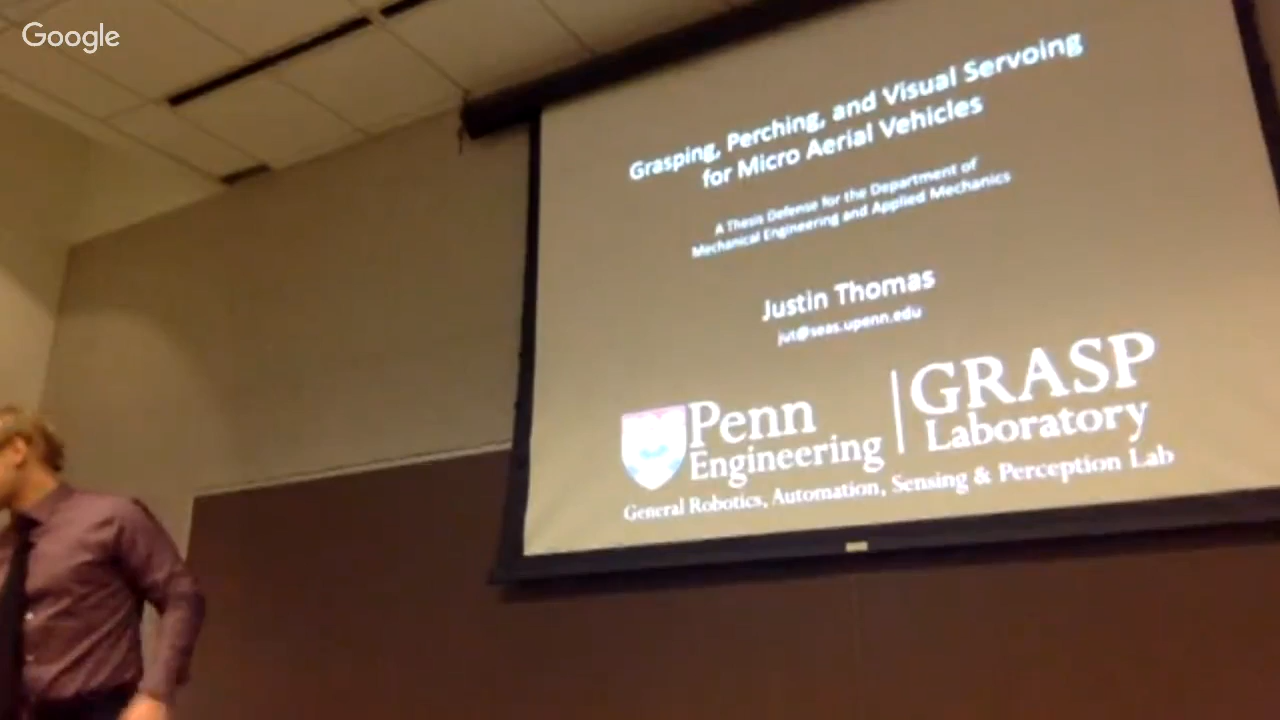 Google
Grasping, Perching, and Visual Servoing
for Micro Aerial Vehicles
A Thesis Defense for the Department of
Mechanical Engineering and Applied Mechanics
Justin Thomas
jut@seas.upenn.edu
Penn
Engineering
GRASP
Laboratory
General Robotics, Automation, Sensing & Perception Lab